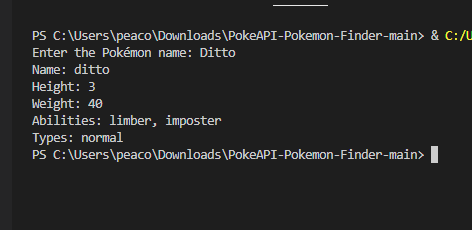 PS C:\Users\peaco\Downloads\PokeAPI-Pokemon-Finder-main> & C:/U
Enter the Pokémon name: Ditto
Name: ditto
Height: 3
Weight: 40
Abilities: limber, imposter
Types: normal
PS C:\Users\peaco\Downloads\PokeAPI-Pokemon-Finder-main>